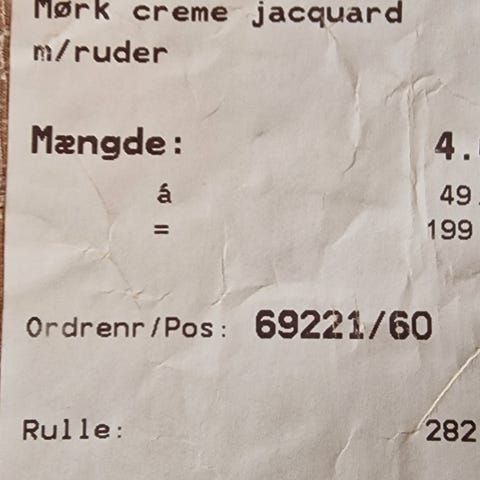 Mørk creme jacquard
m/ruder
Mængde: 4.
á 49.
= 199
Ordrenr/Pos: 69221/60
Rulle: 282